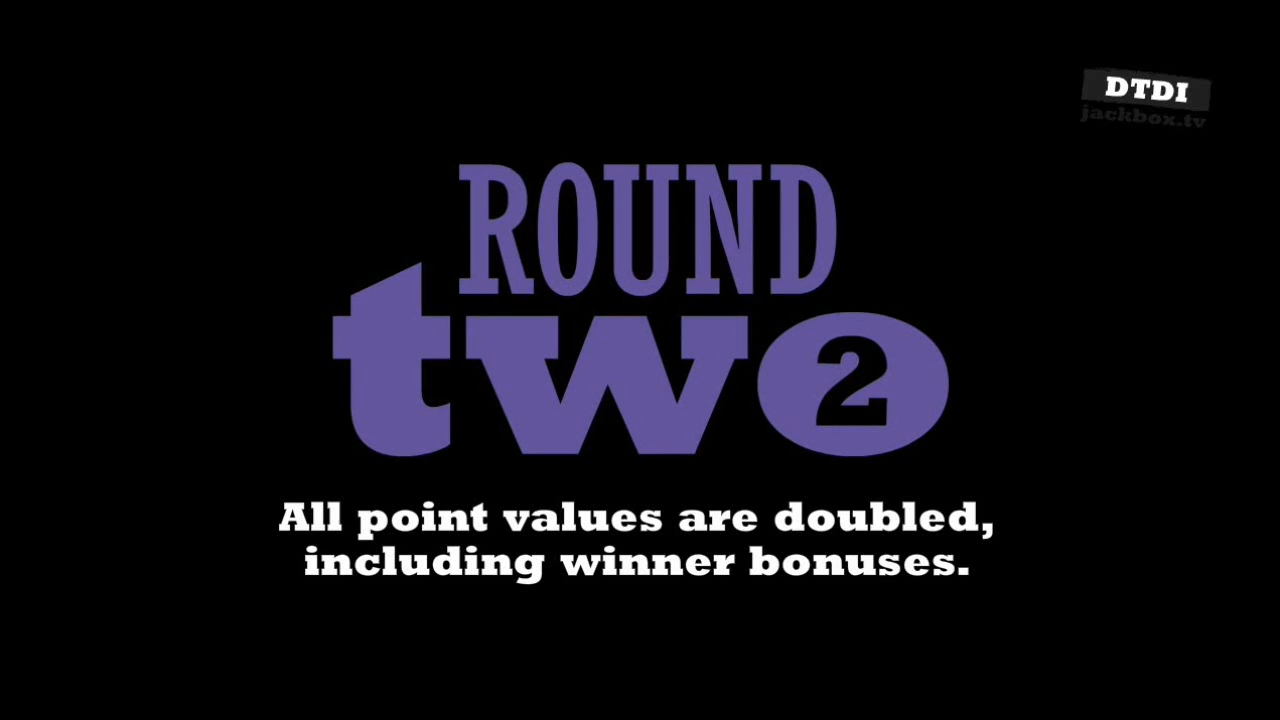 DTDI
jackbox.tv
ROUND
two
2
All point values are doubled,
including winner bonuses.